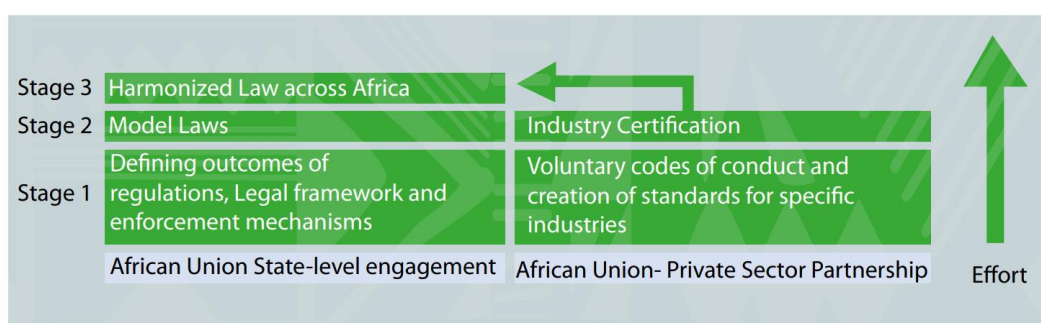 Stage 3 Harmonized Law across Africa
Stage 2 Model Laws Industry Certification
Stage 1
Defining outcomes of
regulations, Legal framework and
enforcement mechanisms
Voluntary codes of conduct and
creation of standards for specific
industries
African Union State-level engagement
African Union- Private Sector Partnership
Effort